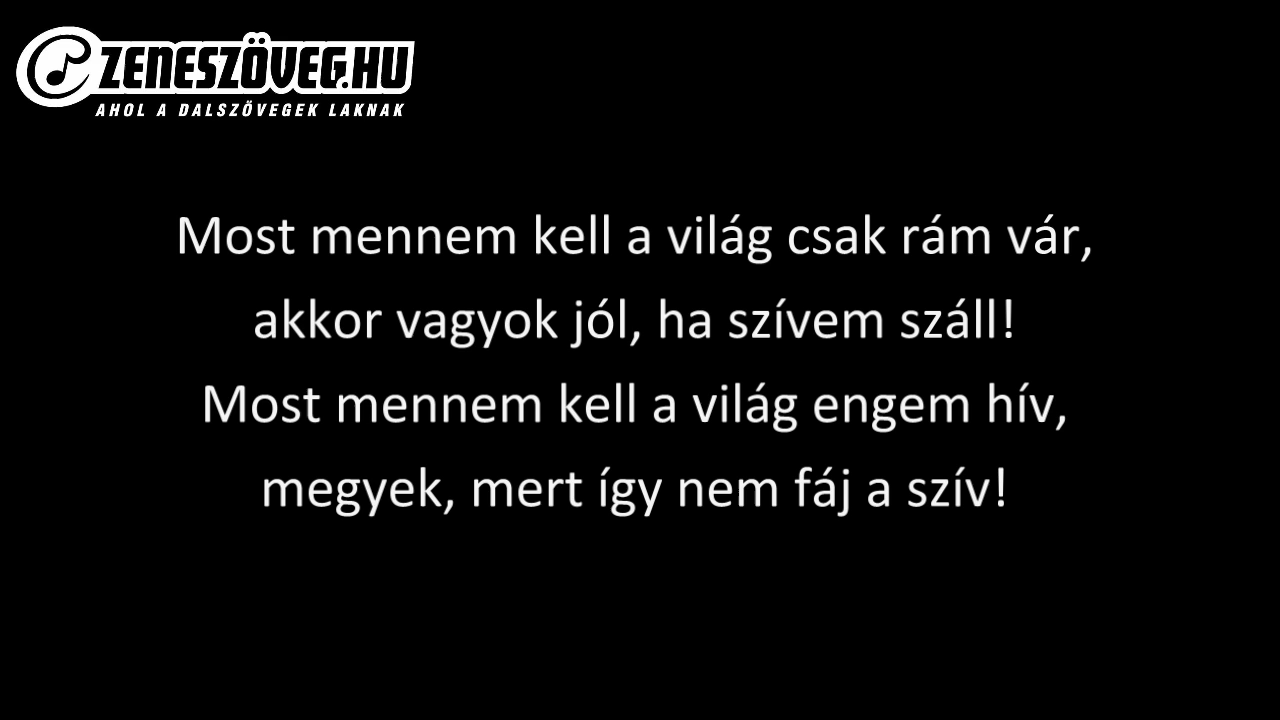 ZENESZÖVEG.HU
AHOL A DALSZÖVEGEK LAKNAK
Most mennem kell a világ csak rám vár,
akkor vagyok jól, ha szívem száll!
Most mennem kell a világ engem hív,
megyek, mert így nem fáj a szív!